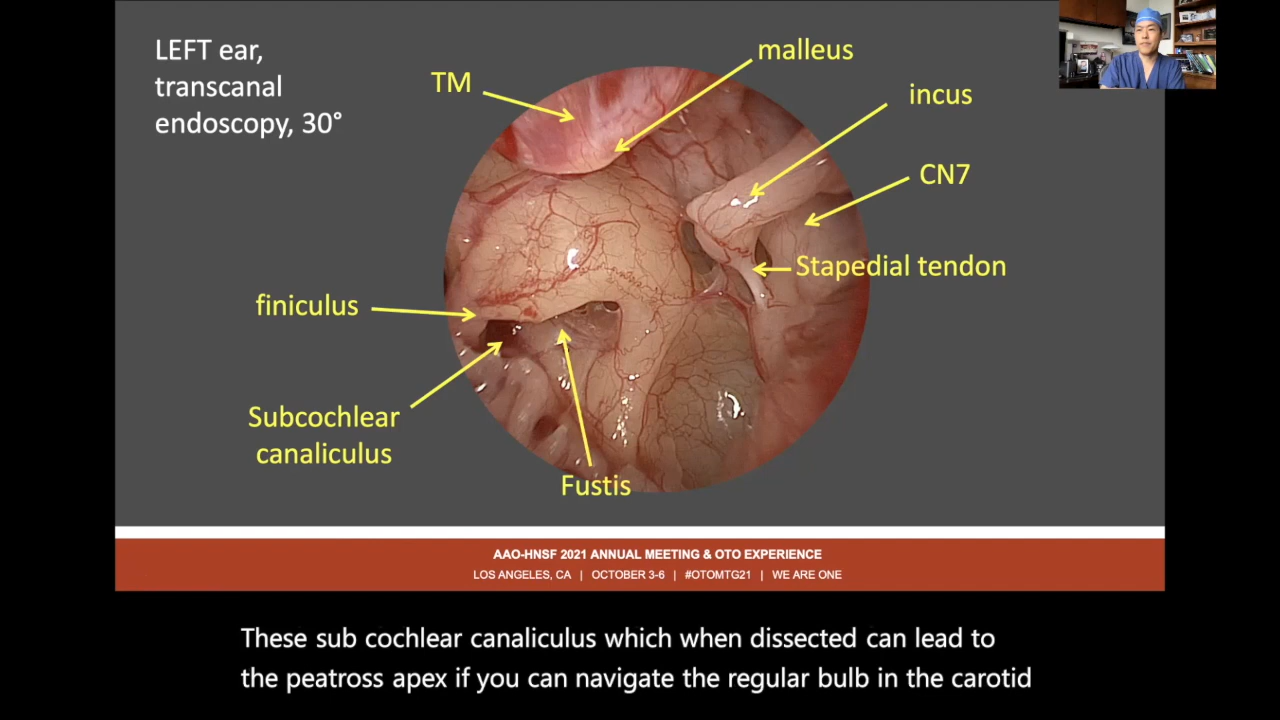 LEFT ear,
transcanal
endoscopy, 30°
TM
malleus
incus
CN7
Stapedial tendon
finiculus
Subcochlear
canaliculus
Fustis
AAO-HNSF 2021 ANNUAL MEETING & OTO EXPERIENCE
LOS ANGELES, CA | OCTOBER 3-6 | #OTOMTG21 | WE ARE ONE
These sub cochlear canaliculus which when dissected can lead to
the peatross apex if you can navigate the regular bulb in the carotid